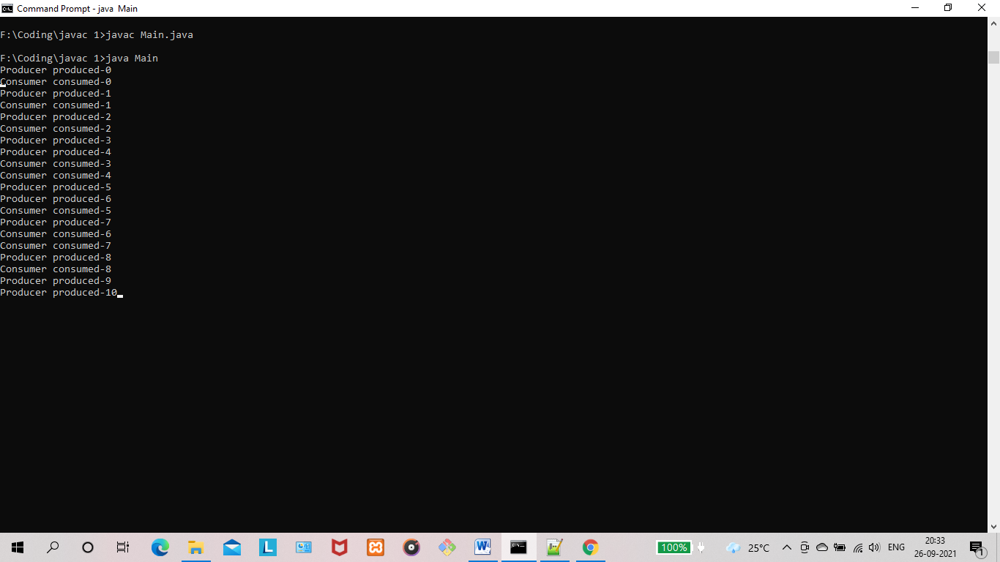 Command Prompt - java Main
F:\Coding\javac 1>javac Main.java
F:\Coding\javac 1>java Main
Producer produced-0
Consumer consumed-0
Producer produced-1
Consumer consumed-1
Producer produced-2
Consumer consumed-2
Producer produced-3
Producer produced-4
Consumer consumed-3
Consumer consumed-4
Producer produced-5
Producer produced-6
Consumer consumed-5
Producer produced-7
Consumer consumed-6
Consumer consumed-7
Producer produced-8
Consumer consumed-8
Producer produced-9
Producer produced-10
100%
25°C
ENG
20:33
26-09-2021
1